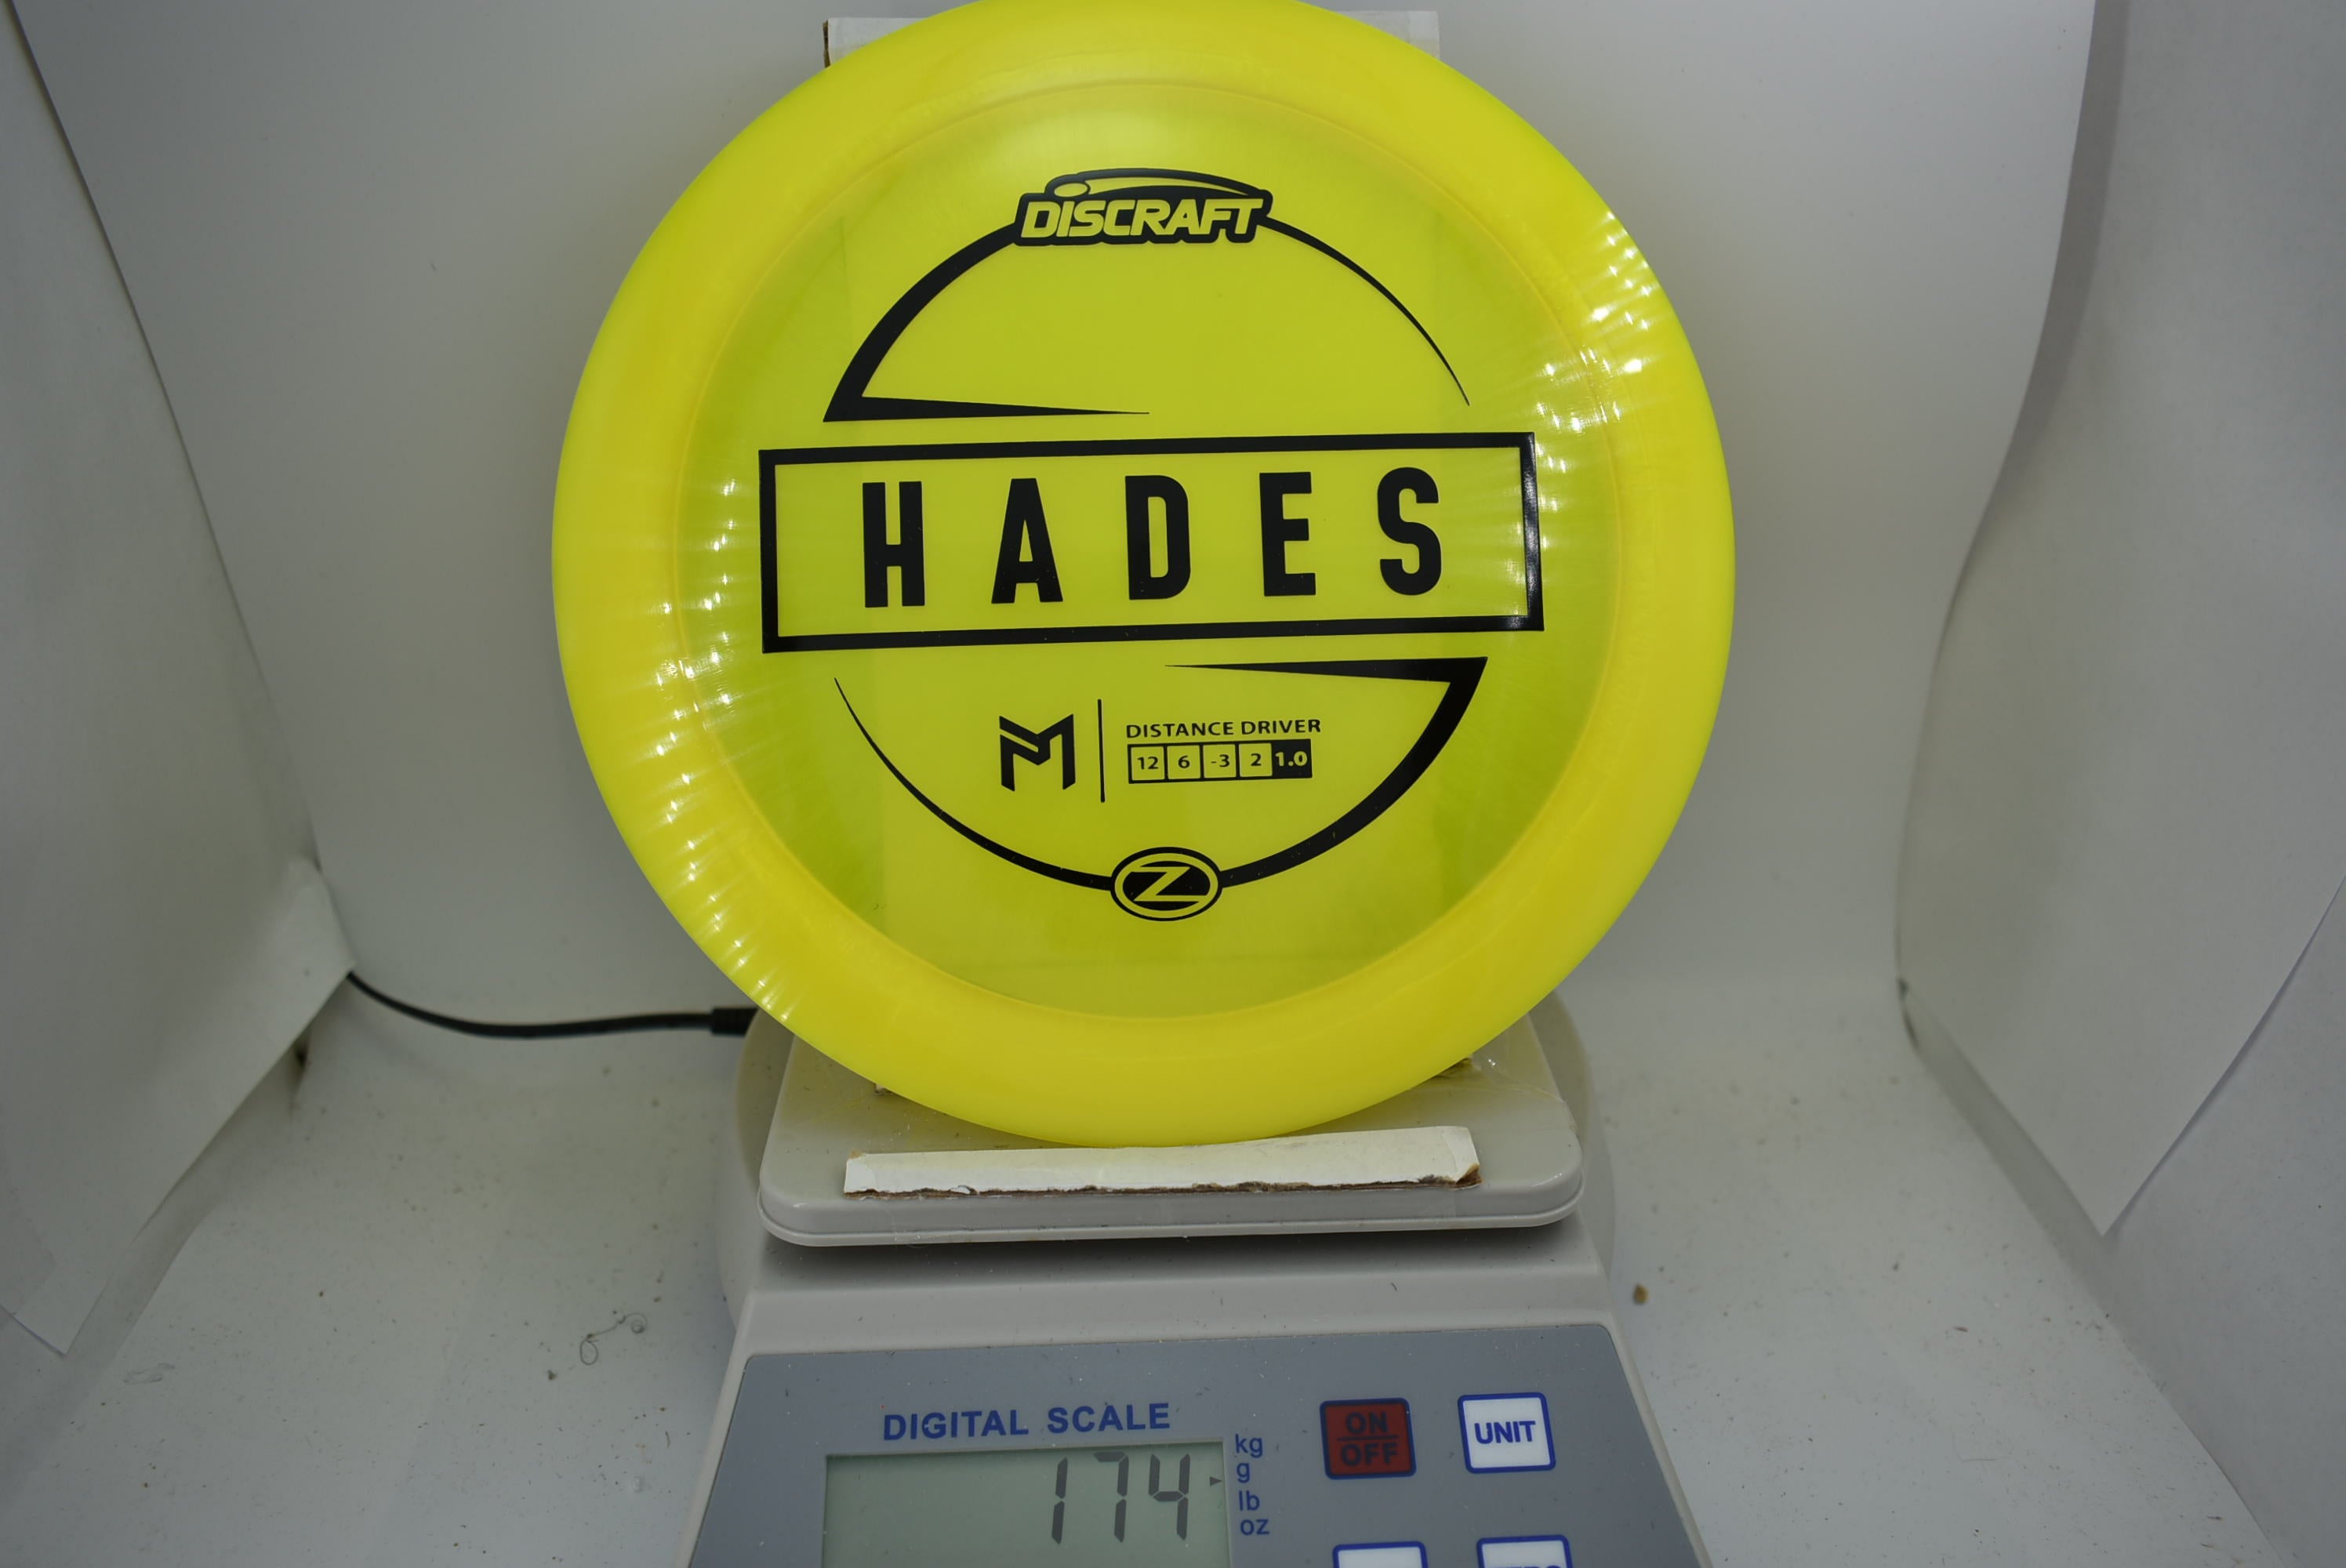 DISCRAFT
HADES
DISTANCE DRIVER
12 6 -3 2 1.0
Z
DIGITAL SCALE
174
kg
g
lb
oz
ON
OFF
UNIT